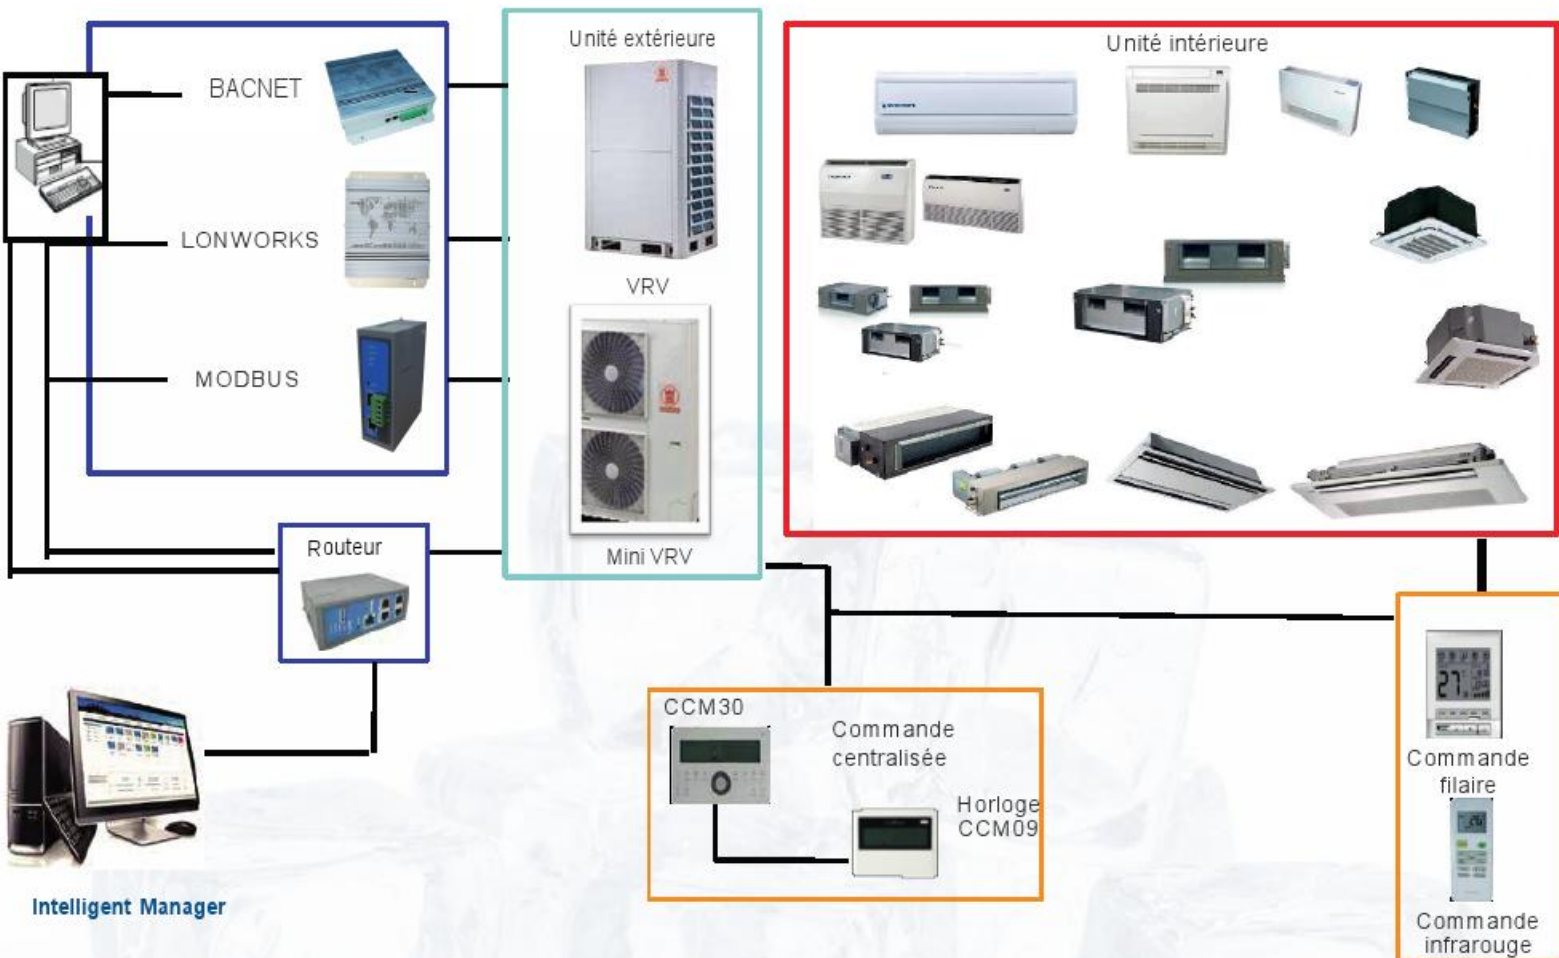 Unité extérieure
Unité intérieure
BACNET
LONWORKS
VRV
MODBUS
Mini VRV
Routeur
CCM30
Commande
centralisée
Horloge
CCM09
27
Commande
filaire
Commande
infrarouge
Intelligent Manager